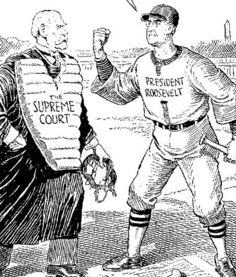 THE
SUPREME
COURT
PRESIDENT
ROOSEVELT